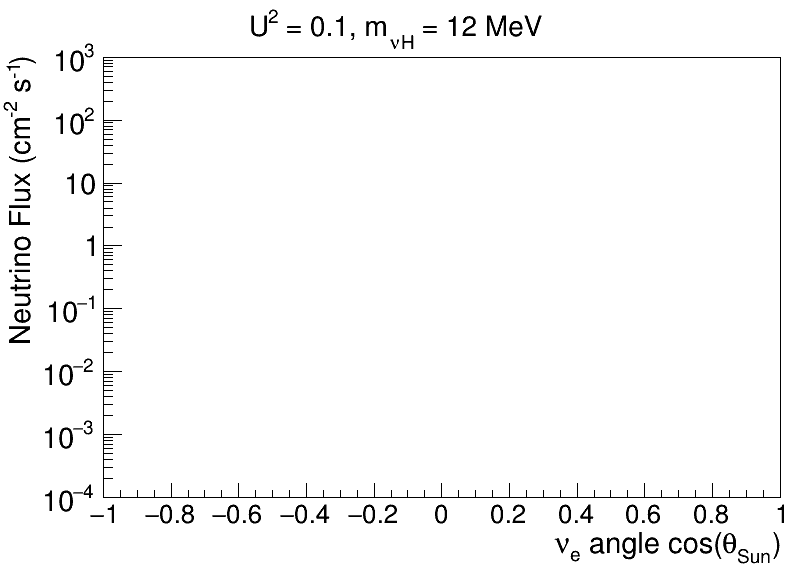 U² = 0.1, m_νH = 12 MeV
Neutrino Flux (cm⁻² s⁻¹)
10³
10²
10
1
10⁻¹
10⁻²
10⁻³
10⁻⁴
−1 −0.8 −0.6 −0.4 −0.2 0 0.2 0.4 0.6 0.8 1
ν_e angle cos(θ_Sun)